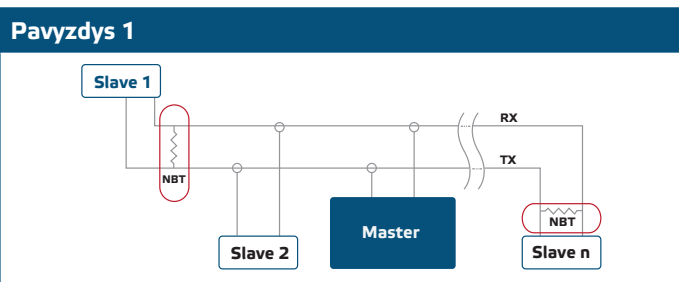 Pavyzdys 1
Slave 1
RX
TX
NBT
NBT
Master
Slave 2
Slave n